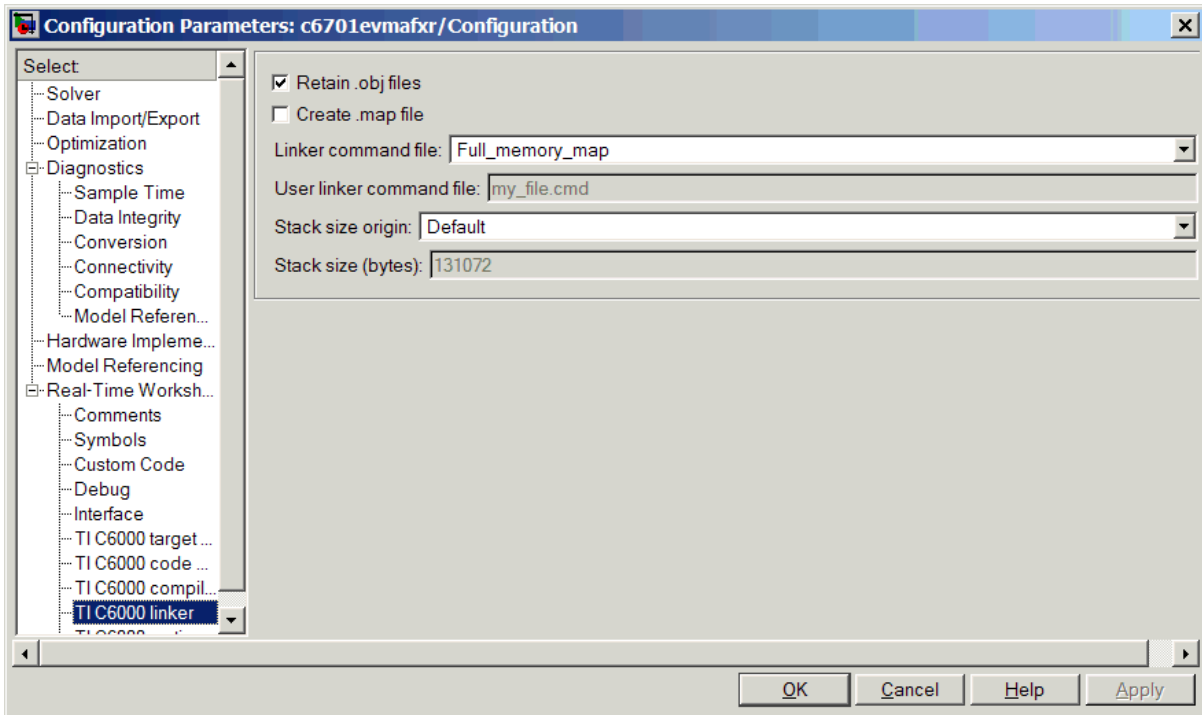 Configuration Parameters: c6701evmafxr/Configuration
Select:
Solver
Data Import/Export
Optimization
Diagnostics
Sample Time
Data Integrity
Conversion
Connectivity
Compatibility
Model Referen...
Hardware Impleme...
Model Referencing
Real-Time Worksh...
Comments
Symbols
Custom Code
Debug
Interface
TI C6000 target ...
TI C6000 code ...
TI C6000 compil...
TI C6000 linker
Retain .obj files
Create .map file
Linker command file: Full_memory_map
User linker command file: my_file.cmd
Stack size origin: Default
Stack size (bytes): 131072
OK Cancel Help Apply